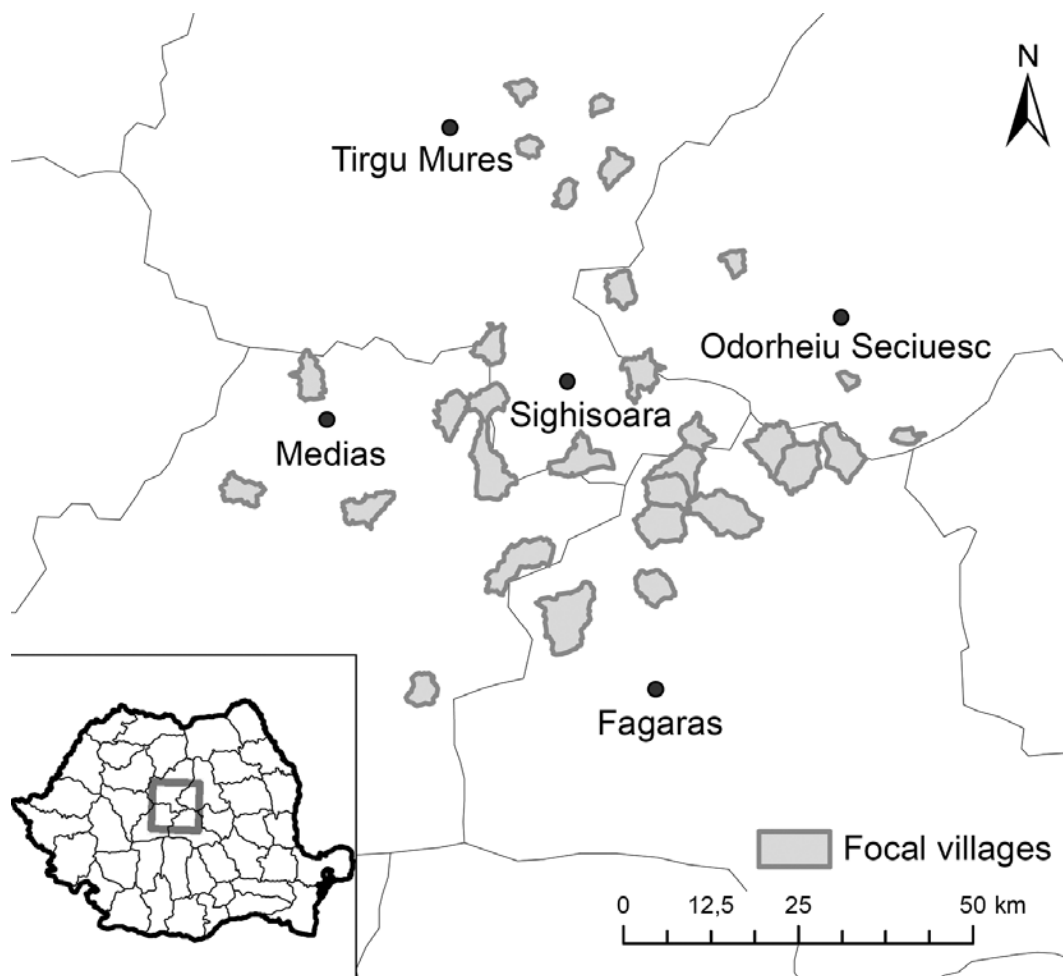 N
Tirgu Mures
Odorheiu Seciuesc
Sighisoara
Medias
Fagaras
Focal villages
0 12,5 25 50 km